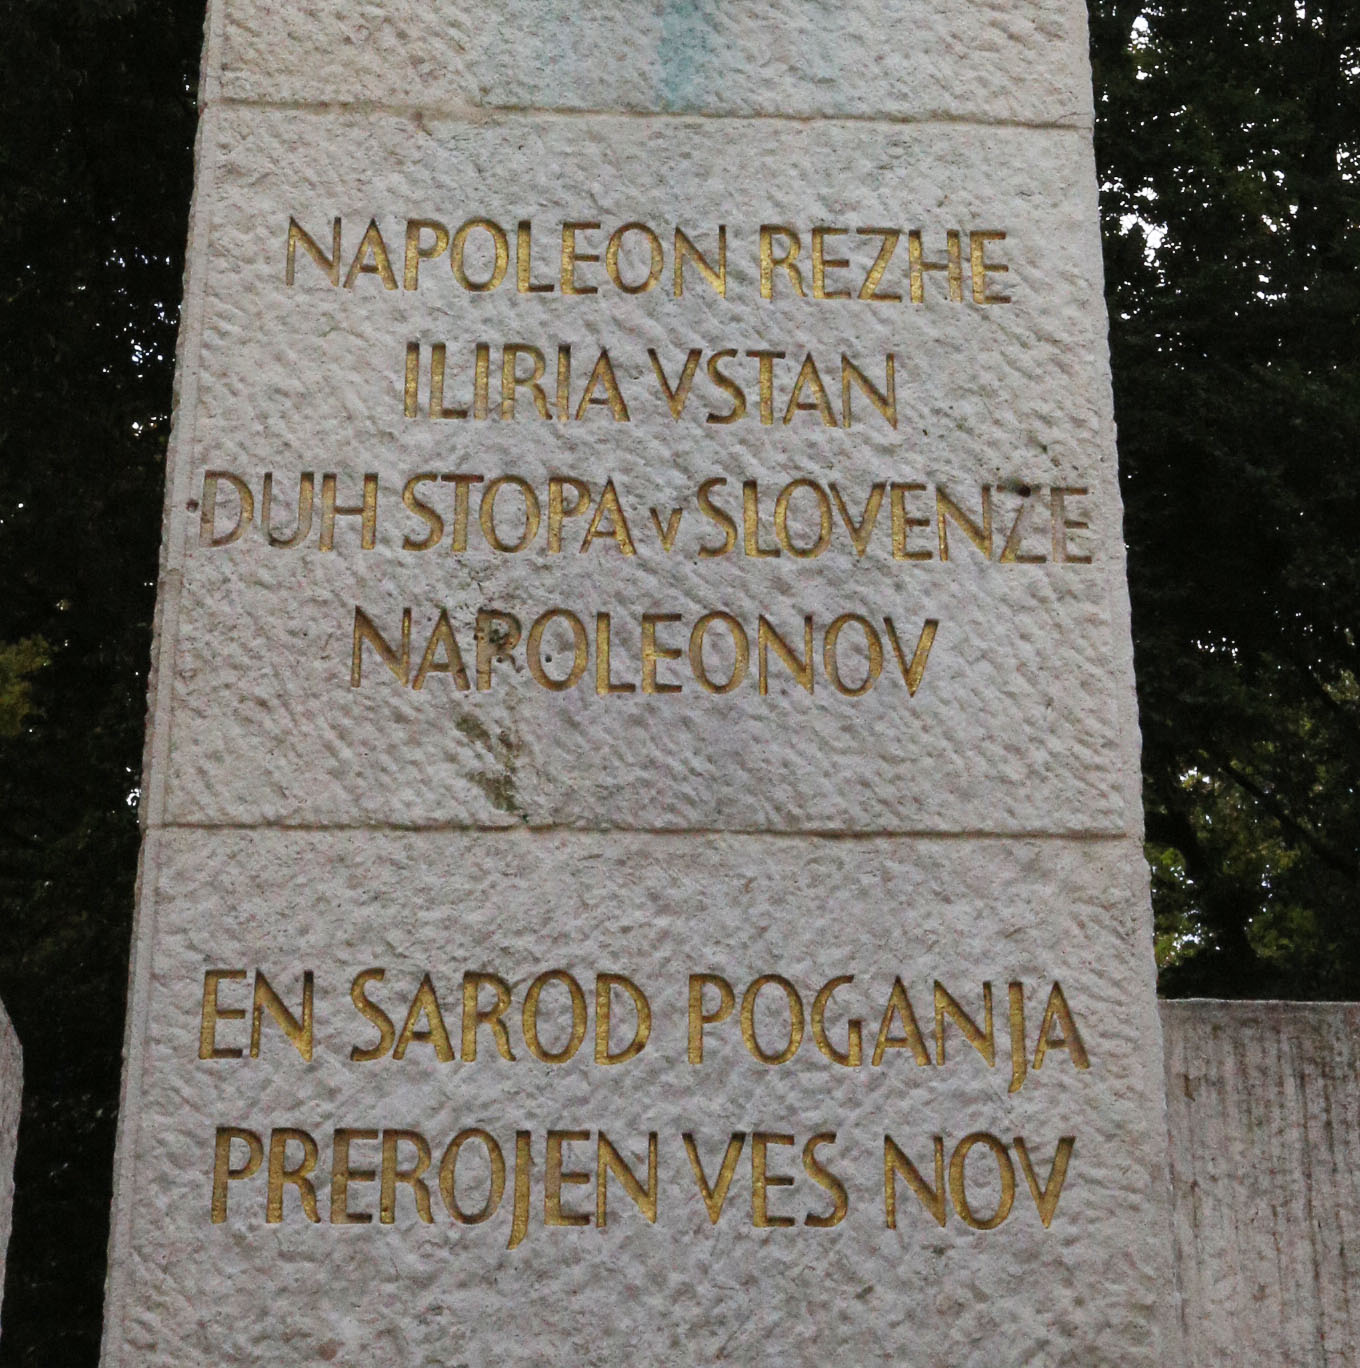 NAPOLEON REZHE
ILIRIA VSTAN
DUH STOPA V SLOVENZE
NAPOLEONOV
EN SAROD POGANJA
PREROJEN VES NOV